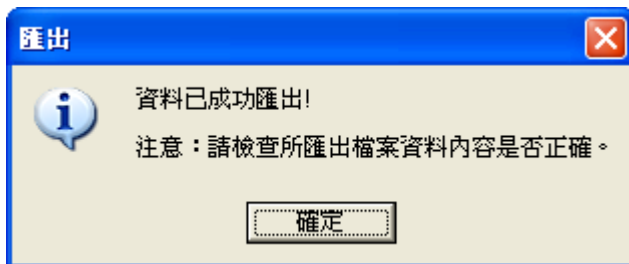 匯出
資料已成功匯出!
注意：請檢查所匯出檔案資料內容是否正確。
確定